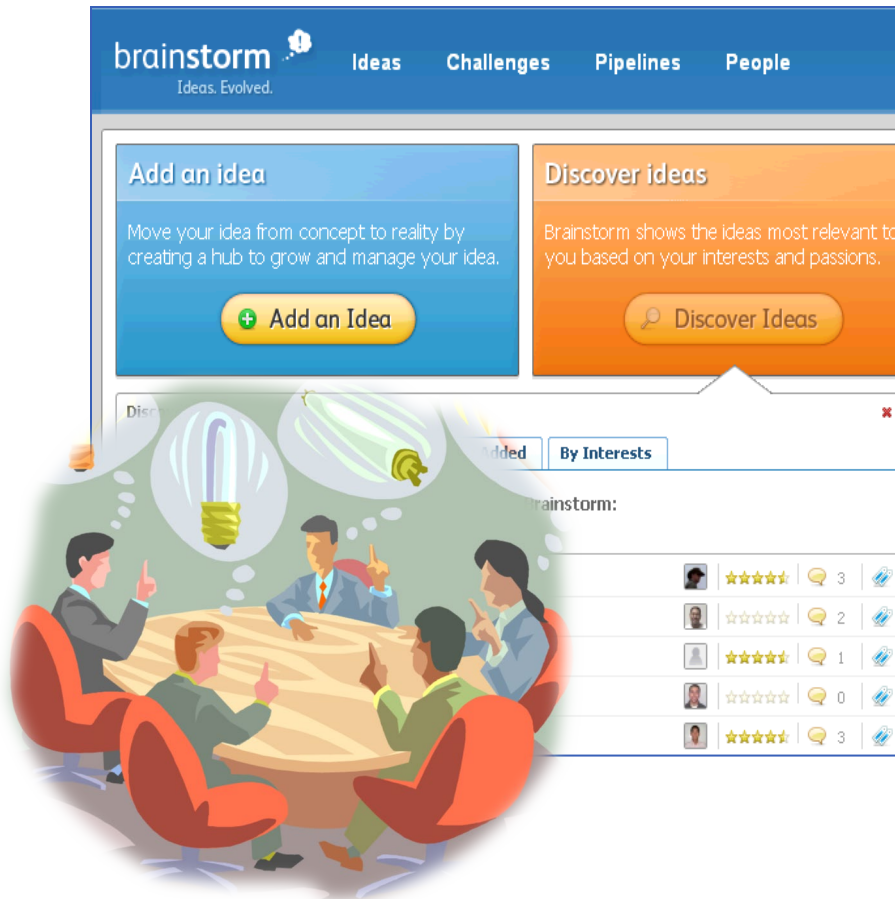 brainstorm
Ideas. Evolved.
Ideas Challenges Pipelines People
Add an idea
Move your idea from concept to reality by
creating a hub to grow and manage your idea.
Add an Idea
Discover ideas
Brainstorm shows the ideas most relevant to
you based on your interests and passions.
Discover Ideas
Added By Interests
rainstorm:
3
2
1
0
3